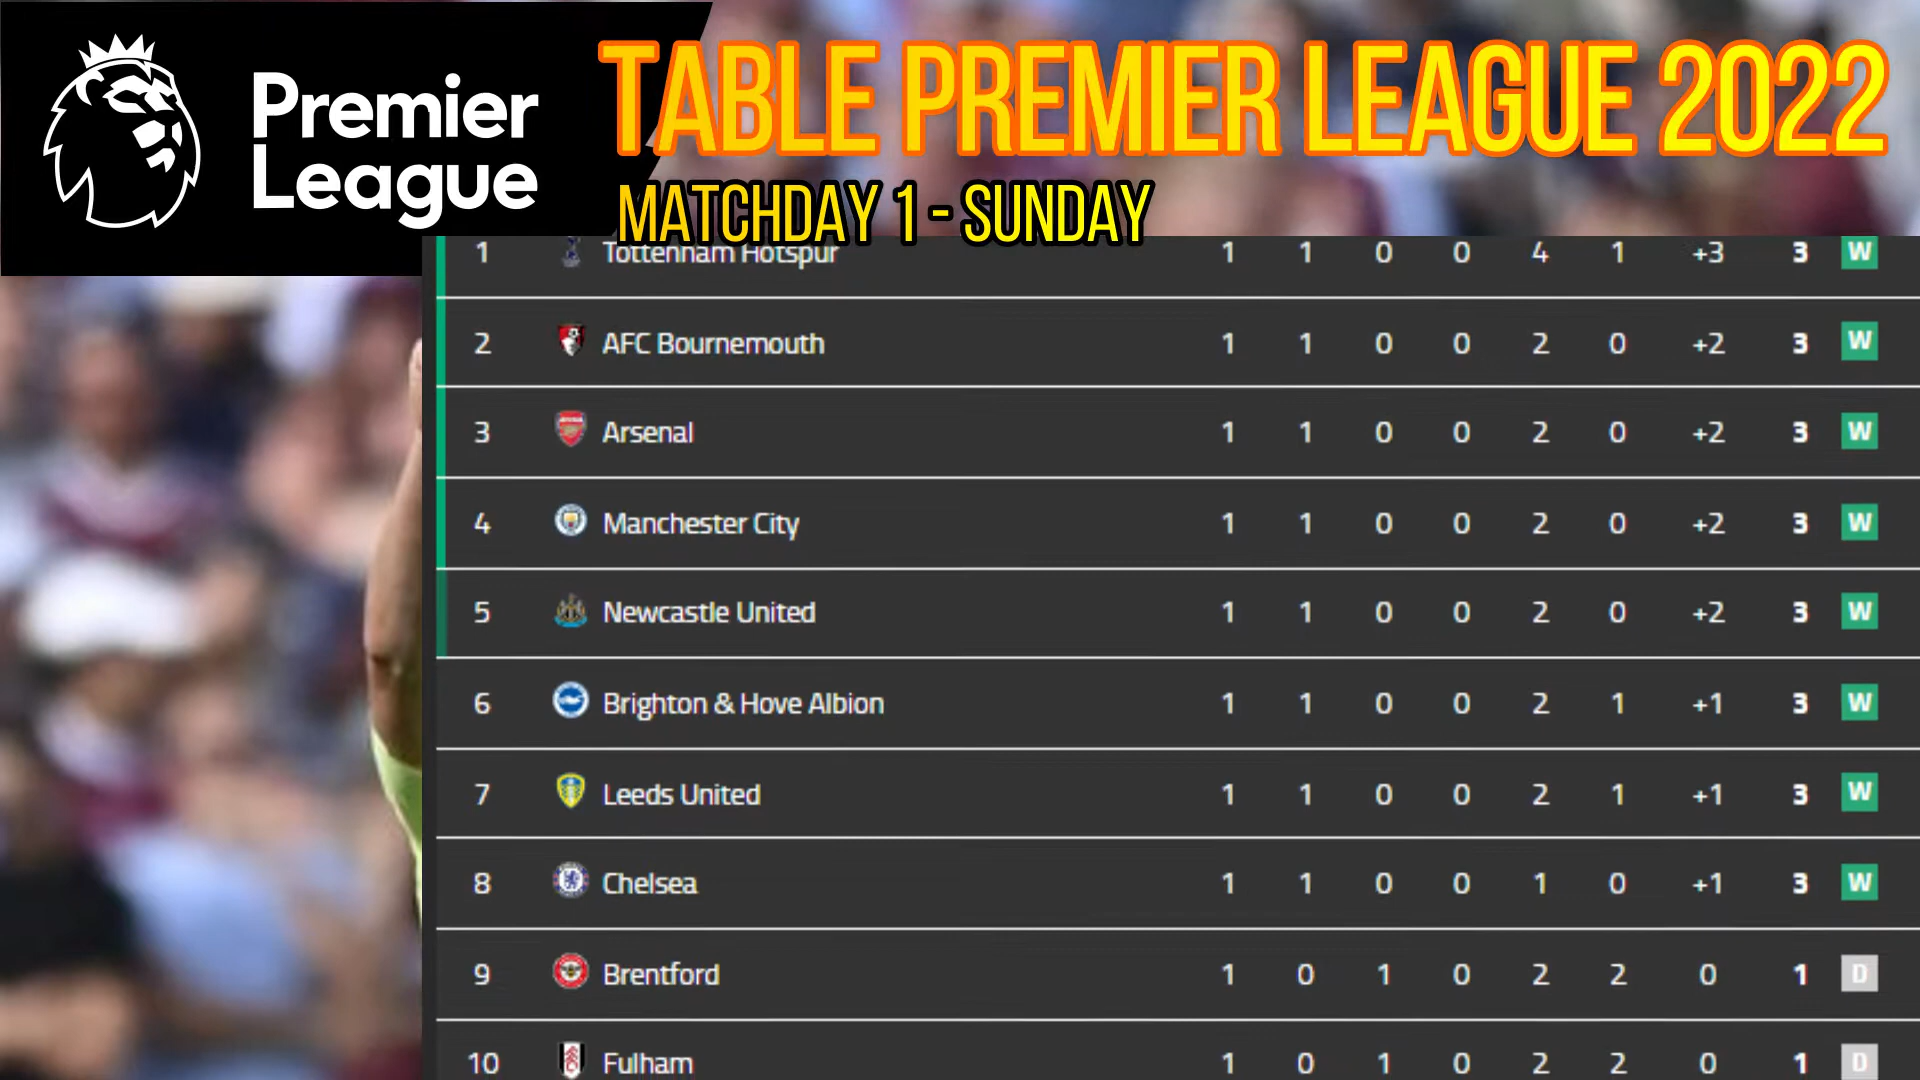 Premier
League
TABLE PREMIER LEAGUE 2022
MATCHDAY 1 - SUNDAY
1 Tottenham Hotspur 1 1 0 0 4 1 +3 3 W
2 AFC Bournemouth 1 1 0 0 2 0 +2 3 W
3 Arsenal 1 1 0 0 2 0 +2 3 W
4 Manchester City 1 1 0 0 2 0 +2 3 W
5 Newcastle United 1 1 0 0 2 0 +2 3 W
6 Brighton & Hove Albion 1 1 0 0 2 1 +1 3 W
7 Leeds United 1 1 0 0 2 1 +1 3 W
8 Chelsea 1 1 0 0 1 0 +1 3 W
9 Brentford 1 0 1 0 2 2 0 1 D
10 Fulham 1 0 1 0 2 2 0 1 D